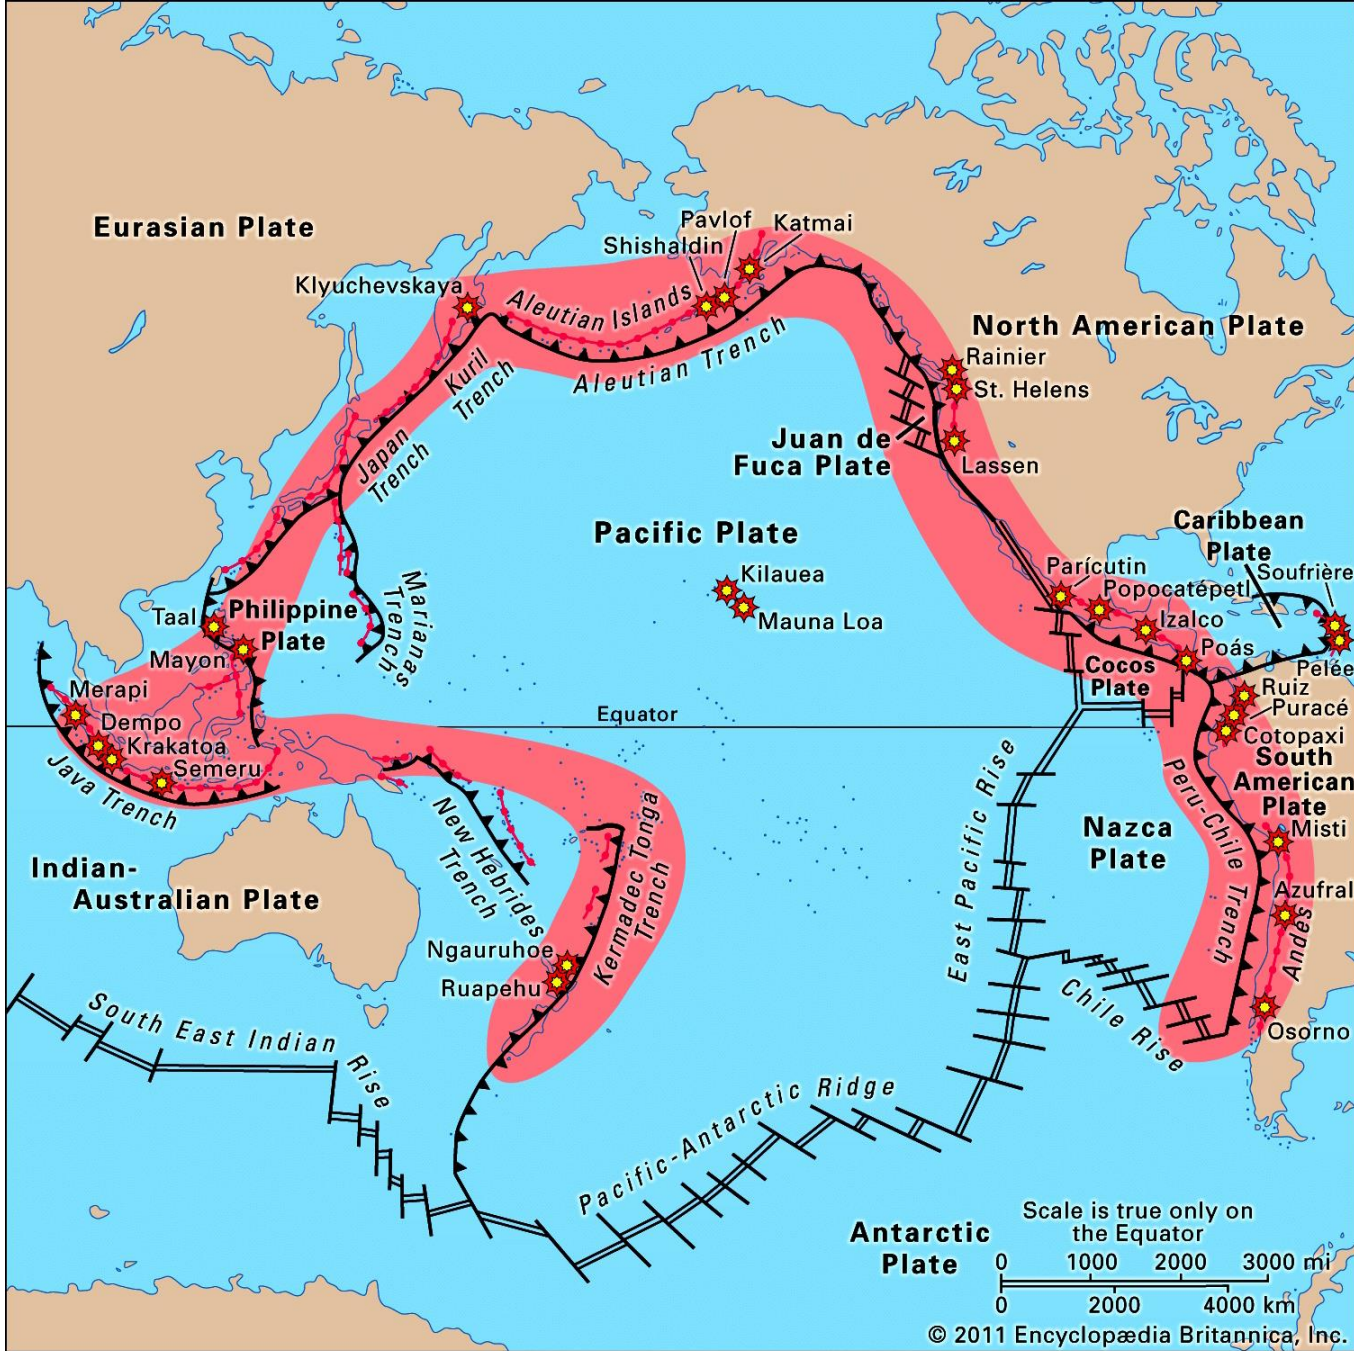 Eurasian Plate
Pavlof
Katmai
Shishaldin
Klyuchevskaya
Aleutian Islands
Aleutian Trench
Kuril
Trench
Japan
Trench
North American Plate
Rainier
St. Helens
Juan de
Fuca Plate
Lassen
Pacific Plate
Caribbean
Plate
Soufrière
Kilauea
Mauna Loa
Parícutin
Popocatépetl
Izalco
Poás
Pelée
Marianas
Trench
Taal
Philippine
Plate
Mayon
Merapi
Dempo
Krakatoa
Semeru
Java Trench
Equator
Cocos
Plate
Ruiz
Puracé
Cotopaxi
South
American
Plate
Misti
Peru-Chile Trench
Nazca
Plate
Azufral
Andes
Osorno
East Pacific Rise
Chile Rise
New Hebrides
Trench
Kermadec Tonga
Trench
Ngauruhoe
Ruapehu
Indian-
Australian Plate
South East Indian Rise
Pacific-Antarctic Ridge
Antarctic
Plate
Scale is true only on
the Equator
0 1000 2000 3000 mi
0 2000 4000 km
© 2011 Encyclopædia Britannica, Inc.